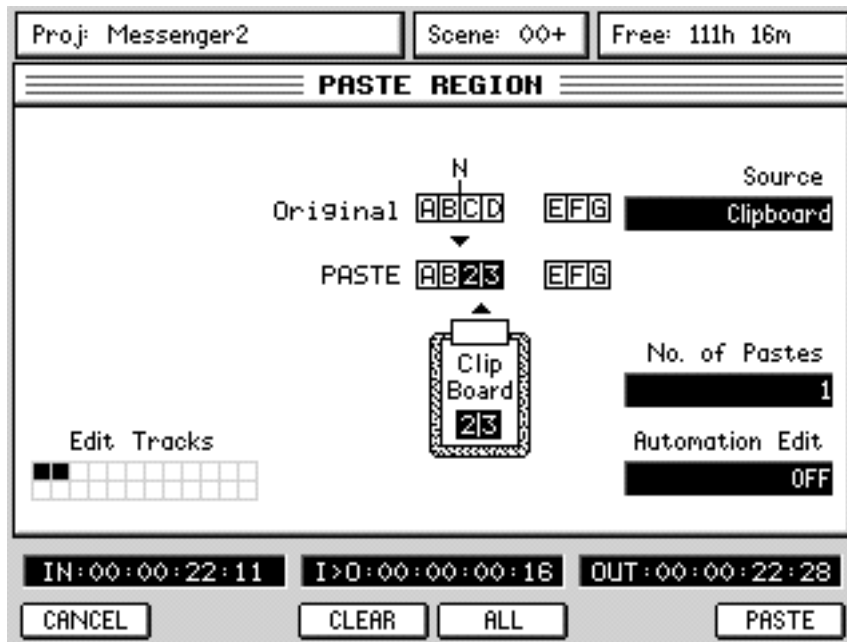 Proj: Messenger2
Scene: 00+
Free: 111h 16m
PASTE REGION
N
Original ABCD EFG
Source
Clipboard
PASTE AB23 EFG
Clip
Board
23
No. of Pastes
1
Edit Tracks
Automation Edit
OFF
IN:00:00:22:11
I>O:00:00:00:16
OUT:00:00:22:28
CANCEL
CLEAR
ALL
PASTE